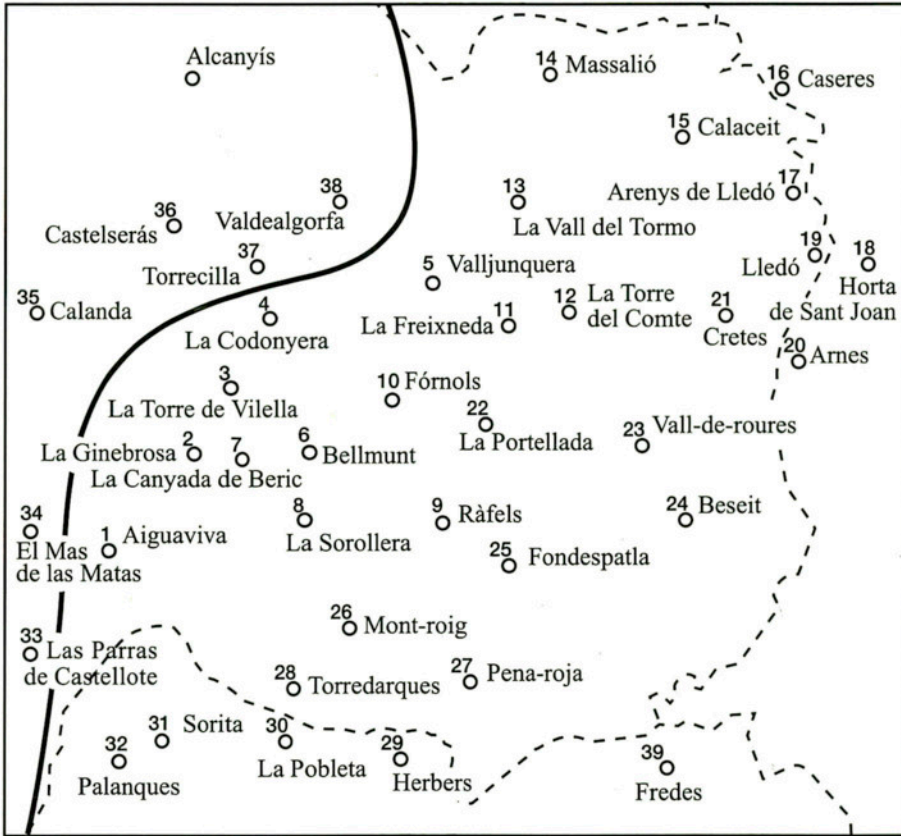 Alcanyís
14
Massalió
16
Caseres
15
Calaceit
17
Arenys de Lledó
38
Valdealgorfa
13
La Vall del Tormo
36
Castelserás
37
Torrecilla
5
Valljunquera
19
Lledó
18
Horta
de Sant Joan
35
Calanda
4
La Codonyera
11
La Freixneda
12
La Torre
del Comte
21
Cretes
20
Arnes
3
La Torre de Vilella
10
Fórnols
22
La Portellada
23
Vall-de-roures
2
La Ginebrosa
7
La Canyada de Beric
6
Bellmunt
34
El Mas
de las Matas
1
Aiguaviva
8
La Sorollera
9
Ràfels
24
Beseit
25
Fondespatla
26
Mont-roig
33
Las Parras
de Castellote
28
Torredarques
27
Pena-roja
31
Sorita
32
Palanques
30
La Pobleta
29
Herbers
39
Fredes